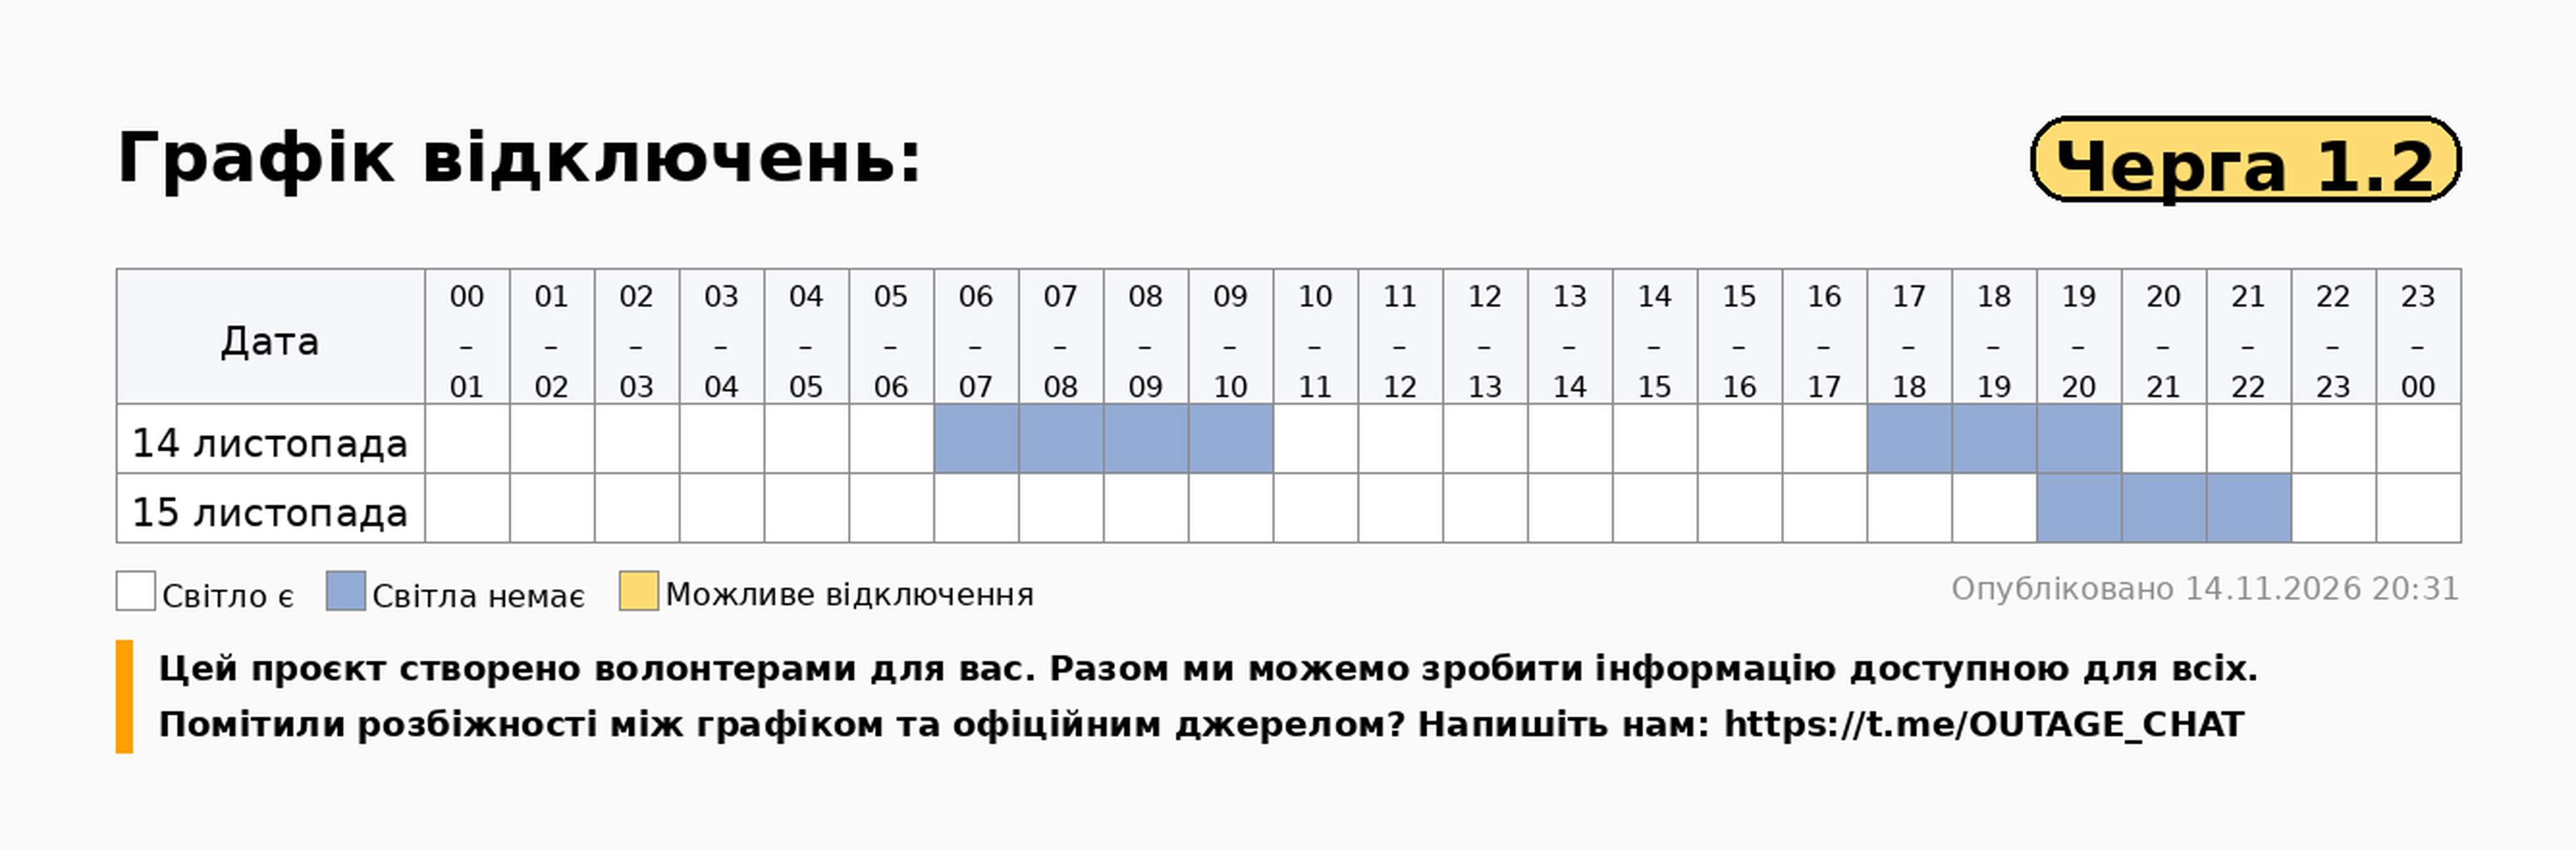 Графік відключень:
Черга 1.2
Дата
00 – 01
01 – 02
02 – 03
03 – 04
04 – 05
05 – 06
06 – 07
07 – 08
08 – 09
09 – 10
10 – 11
11 – 12
12 – 13
13 – 14
14 – 15
15 – 16
16 – 17
17 – 18
18 – 19
19 – 20
20 – 21
21 – 22
22 – 23
23 – 00
14 листопада
15 листопада
Світло є
Світла немає
Можливе відключення
Опубліковано 14.11.2026 20:31
Цей проєкт створено волонтерами для вас. Разом ми можемо зробити інформацію доступною для всіх.
Помітили розбіжності між графіком та офіційним джерелом? Напишіть нам: https://t.me/OUTAGE_CHAT